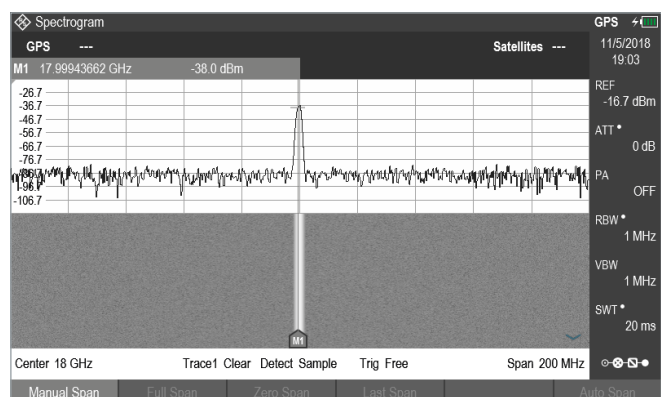 Spectrogram
GPS
GPS ---
Satellites ---
11/5/2018
19:03
M1 17.99943662 GHz -38.0 dBm
-26.7
-36.7
-46.7
-56.7
-66.7
-76.7
-86.7
-96.7
-106.7
REF
-16.7 dBm
ATT
0 dB
PA
OFF
RBW
1 MHz
VBW
1 MHz
SWT
20 ms
M1
Center 18 GHz Trace1 Clear Detect Sample Trig Free Span 200 MHz
Manual Span Full Span Zero Span Last Span Auto Span